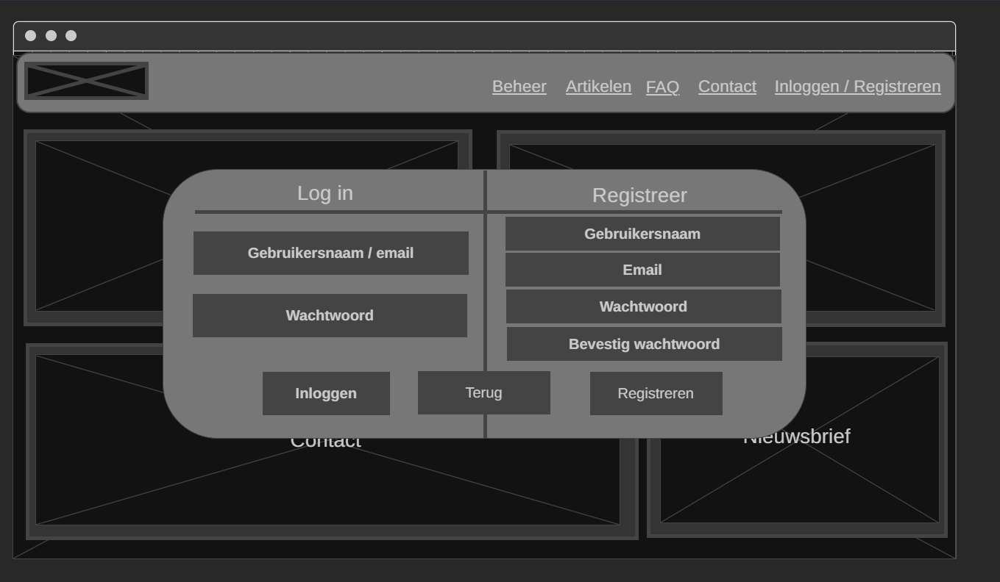 Beheer Artikelen FAQ Contact Inloggen / Registreren
Log in
Registreer
Gebruikersnaam / email
Wachtwoord
Gebruikersnaam
Email
Wachtwoord
Bevestig wachtwoord
Inloggen
Terug
Registreren
Contact
Nieuwsbrief